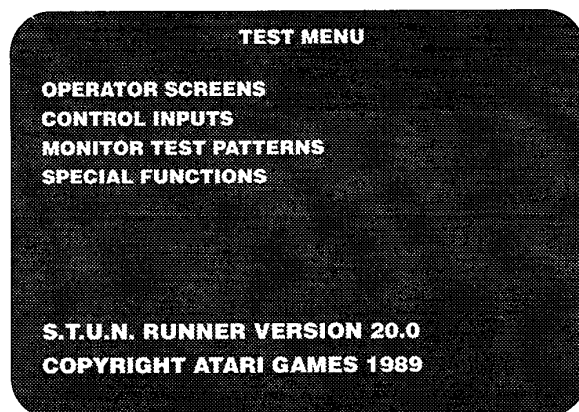 TEST MENU
OPERATOR SCREENS
CONTROL INPUTS
MONITOR TEST PATTERNS
SPECIAL FUNCTIONS
S.T.U.N. RUNNER VERSION 20.0
COPYRIGHT ATARI GAMES 1989